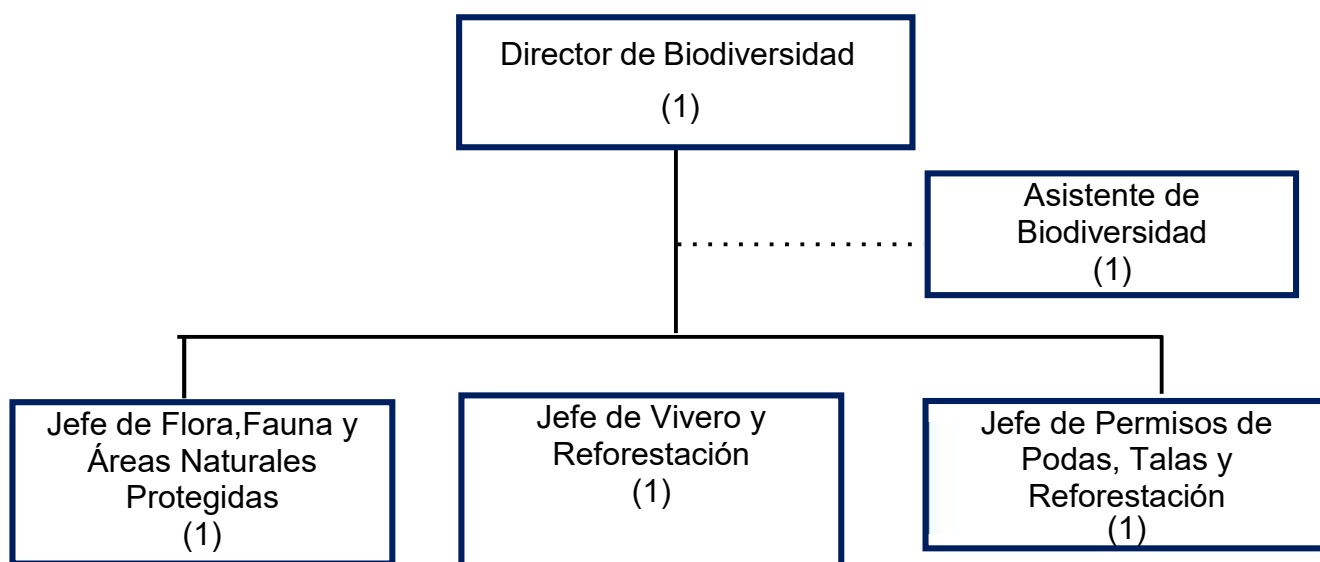 Director de Biodiversidad
(1)
Asistente de
Biodiversidad
(1)
Jefe de Flora,Fauna y
Áreas Naturales
Protegidas
(1)
Jefe de Vivero y
Reforestación
(1)
Jefe de Permisos de
Podas, Talas y
Reforestación
(1)